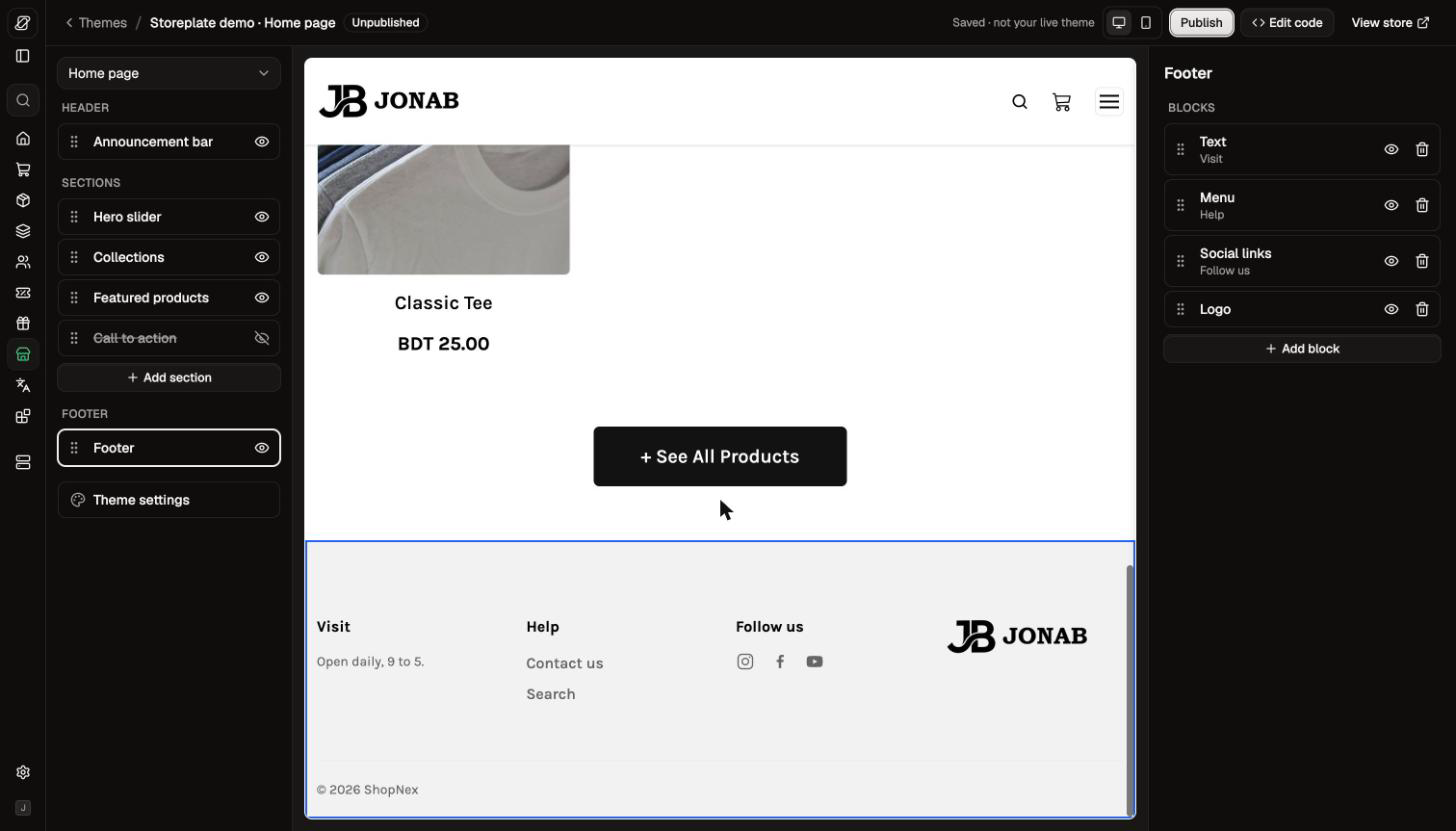 Themes / Storeplate demo · Home page Unpublished
Saved · not your live theme Publish <> Edit code View store
Home page
HEADER
Announcement bar
SECTIONS
Hero slider
Collections
Featured products
Call to action
+ Add section
FOOTER
Footer
Theme settings
J
JB JONAB
Classic Tee
BDT 25.00
+ See All Products
Visit
Open daily, 9 to 5.
Help
Contact us
Search
Follow us
JB JONAB
© 2026 ShopNex
Footer
BLOCKS
Text
Visit
Menu
Help
Social links
Follow us
Logo
+ Add block